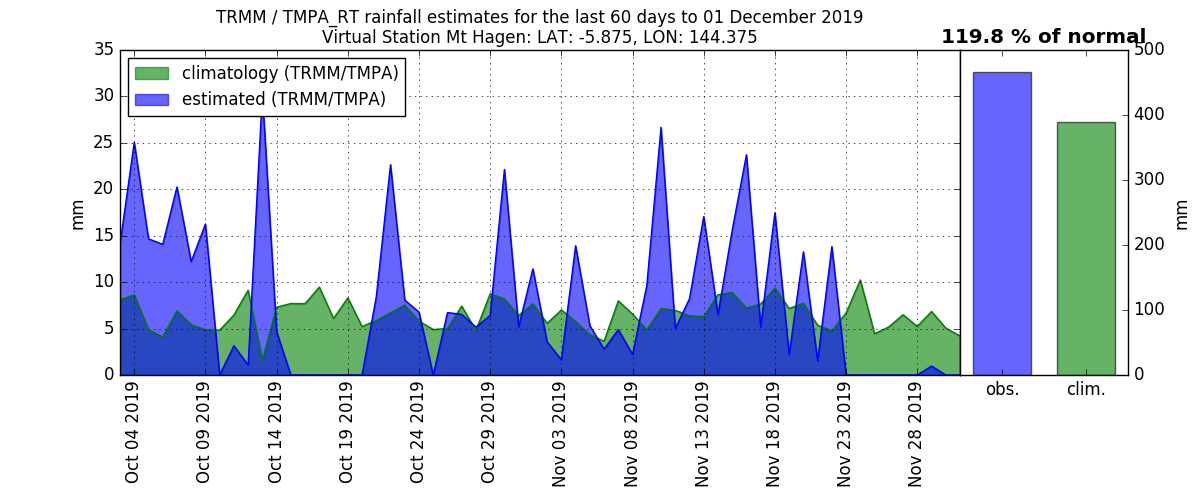 TRMM / TMPA_RT rainfall estimates for the last 60 days to 01 December 2019
Virtual Station Mt Hagen: LAT: -5.875, LON: 144.375
119.8 % of normal
climatology (TRMM/TMPA)
estimated (TRMM/TMPA)
35
30
25
20
15
10
5
0
mm
Oct 04 2019
Oct 09 2019
Oct 14 2019
Oct 19 2019
Oct 24 2019
Oct 29 2019
Nov 03 2019
Nov 08 2019
Nov 13 2019
Nov 18 2019
Nov 23 2019
Nov 28 2019
obs.
clim.
500
400
300
200
100
0
mm